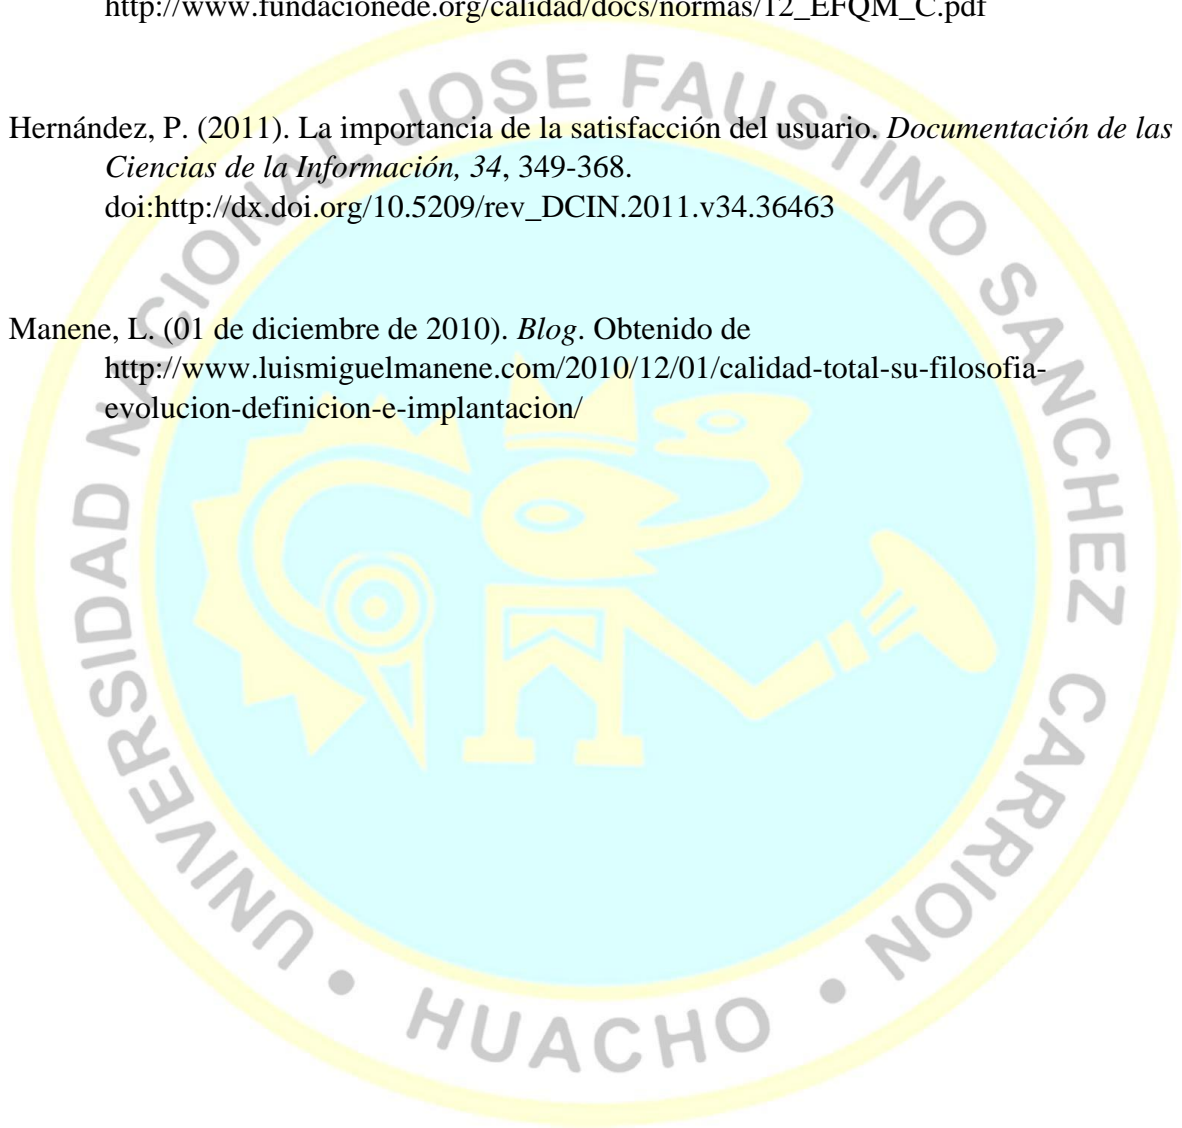 http://www.fundacionede.org/calidad/docs/normas/12_EFQM_C.pdf
Hernández, P. (2011). La importancia de la satisfacción del usuario. Documentación de las
Ciencias de la Información, 34, 349-368.
doi:http://dx.doi.org/10.5209/rev_DCIN.2011.v34.36463
Manene, L. (01 de diciembre de 2010). Blog. Obtenido de
http://www.luismiguelmanene.com/2010/12/01/calidad-total-su-filosofia-
evolucion-definicion-e-implantacion/
UNIVERSIDAD NACIONAL JOSE FAUSTINO SANCHEZ CARRION
• HUACHO •